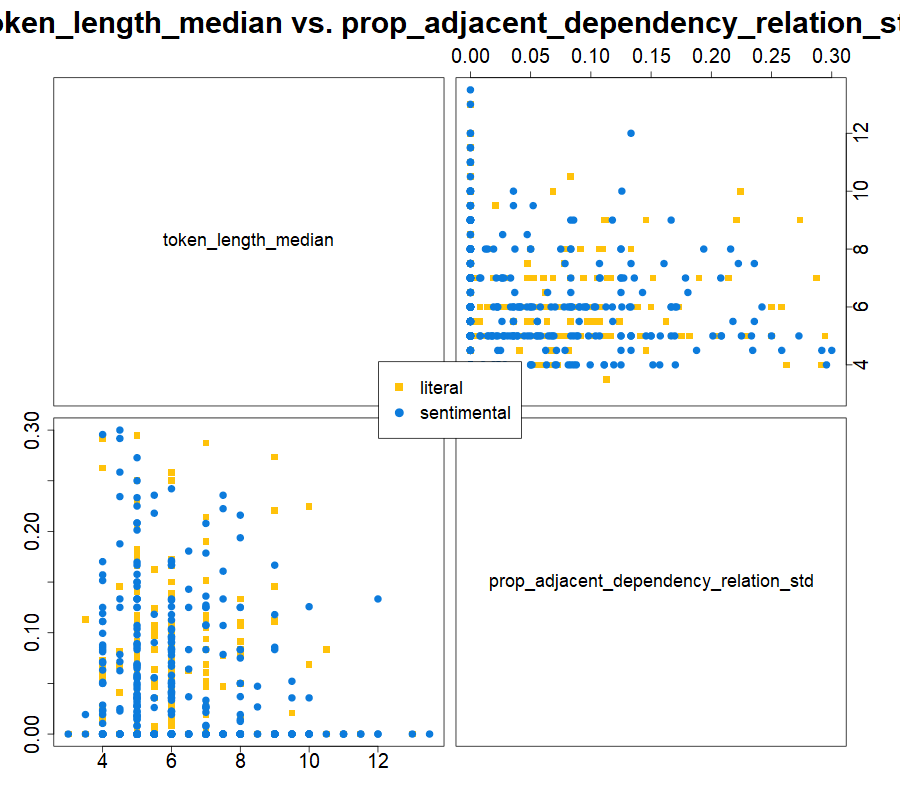 oken_length_median vs. prop_adjacent_dependency_relation_st
0.00 0.05 0.10 0.15 0.20 0.25 0.30
token_length_median
12
10
8
6
4
literal
sentimental
0.30
0.20
0.10
0.00
prop_adjacent_dependency_relation_std
4 6 8 10 12